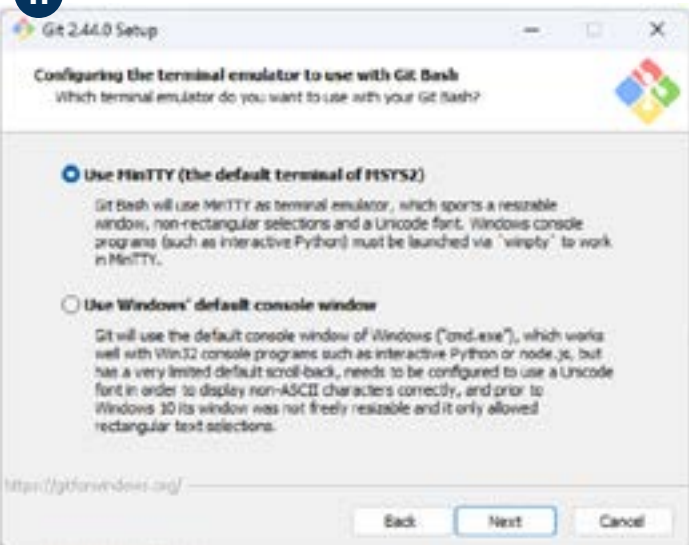 Git 2.44.0 Setup
Configuring the terminal emulator to use with Git Bash
Which terminal emulator do you want to use with your Git Bash?
Use MinTTY (the default terminal of MSYS2)
Git Bash will use MinTTY as terminal emulator, which sports a resizable
window, non-rectangular selections and a Unicode font. Windows console
programs (such as interactive Python) must be launched via `winpty` to work
in MinTTY.
Use Windows' default console window
Git will use the default console window of Windows ("cmd.exe"), which works
well with Win32 console programs such as interactive Python or node.js, but
has a very limited default scroll-back, needs to be configured to use a Unicode
font in order to display non-ASCII characters correctly, and prior to
Windows 10 its window was not freely resizable and it only allowed
rectangular text selections.
https://gitforwindows.org/
Back
Next
Cancel